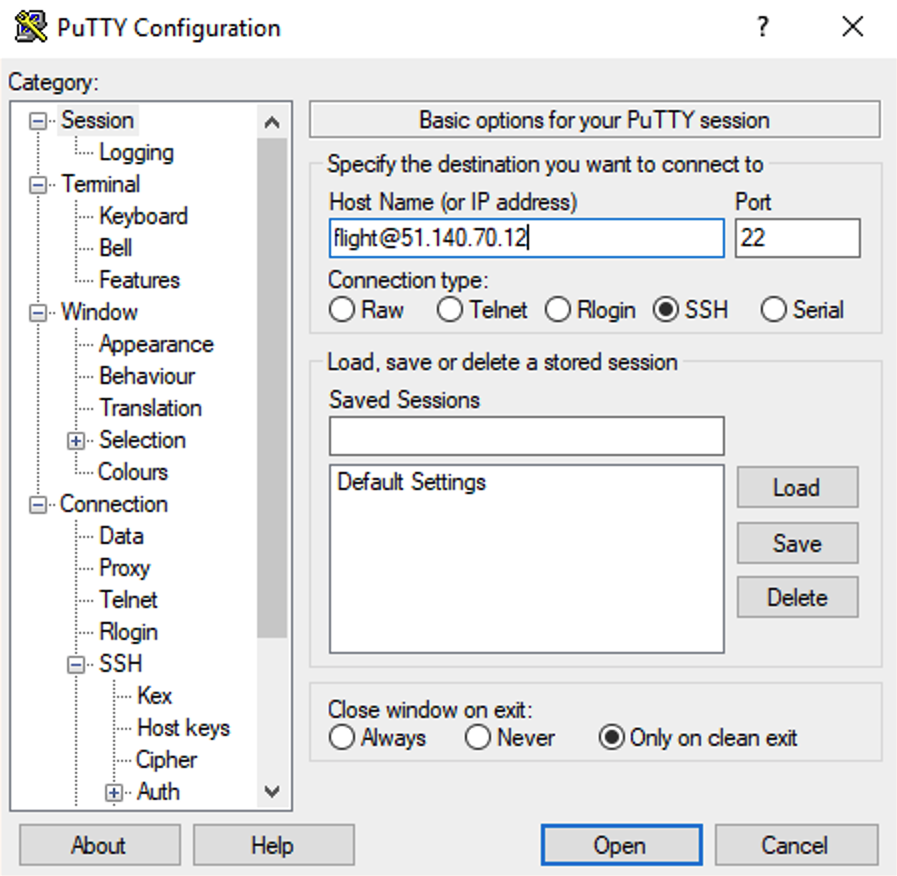 PuTTY Configuration
?
Category:
Session
Logging
Terminal
Keyboard
Bell
Features
Window
Appearance
Behaviour
Translation
Selection
Colours
Connection
Data
Proxy
Telnet
Rlogin
SSH
Kex
Host keys
Cipher
Auth
Basic options for your PuTTY session
Specify the destination you want to connect to
Host Name (or IP address) Port
flight@51.140.70.12 22
Connection type:
Raw Telnet Rlogin SSH Serial
Load, save or delete a stored session
Saved Sessions
Default Settings
Load
Save
Delete
Close window on exit:
Always Never Only on clean exit
About Help Open Cancel